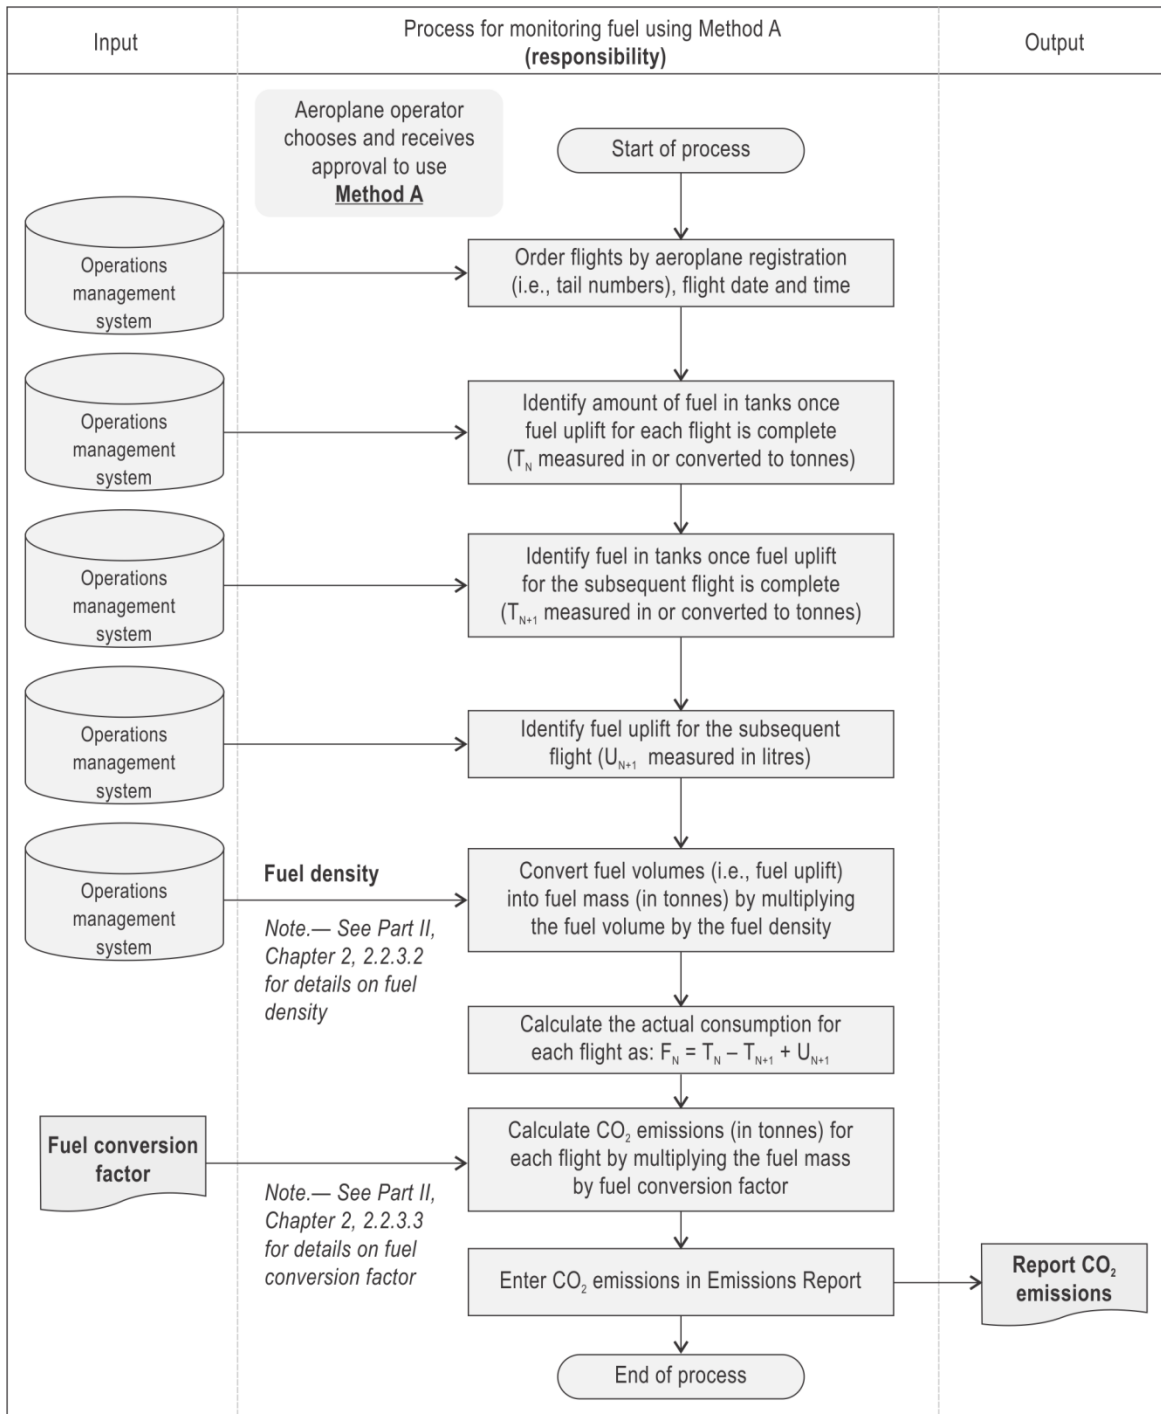 Input
Process for monitoring fuel using Method A
(responsibility)
Output
Aeroplane operator
chooses and receives
approval to use
Method A
Start of process
Operations
management
system
Order flights by aeroplane registration
(i.e., tail numbers), flight date and time
Operations
management
system
Identify amount of fuel in tanks once
fuel uplift for each flight is complete
(T_N measured in or converted to tonnes)
Operations
management
system
Identify fuel in tanks once fuel uplift
for the subsequent flight is complete
(T_{N+1} measured in or converted to tonnes)
Operations
management
system
Identify fuel uplift for the subsequent
flight (U_{N+1} measured in litres)
Operations
management
system
Fuel density
Note.— See Part II,
Chapter 2, 2.2.3.2
for details on fuel
density
Convert fuel volumes (i.e., fuel uplift)
into fuel mass (in tonnes) by multiplying
the fuel volume by the fuel density
Calculate the actual consumption for
each flight as: F_N = T_N – T_{N+1} + U_{N+1}
Fuel conversion
factor
Note.— See Part II,
Chapter 2, 2.2.3.3
for details on fuel
conversion factor
Calculate CO₂ emissions (in tonnes) for
each flight by multiplying the fuel mass
by fuel conversion factor
Enter CO₂ emissions in Emissions Report
Report CO₂
emissions
End of process